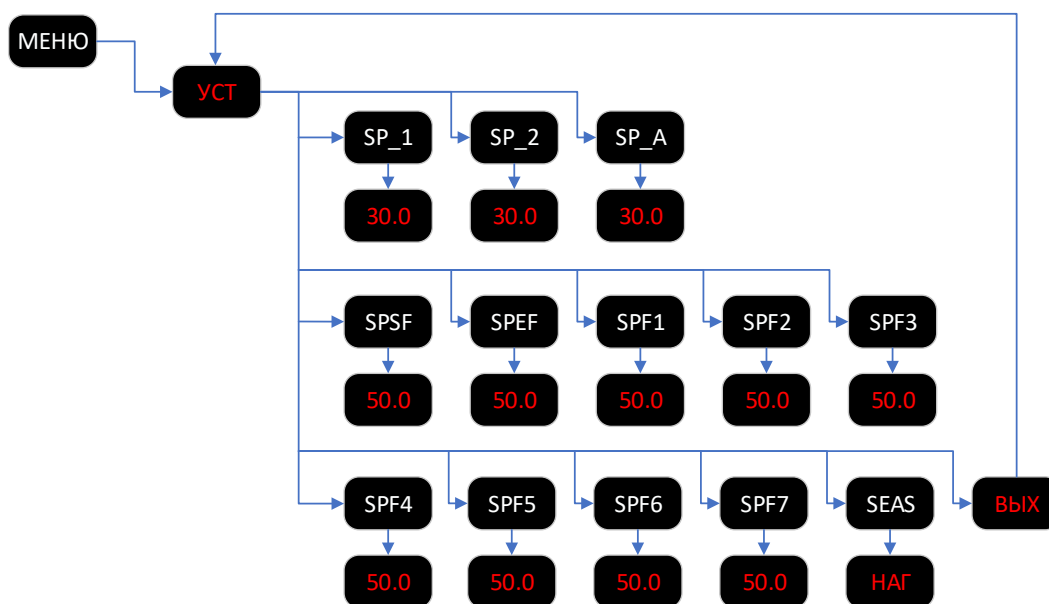 МЕНЮ
УСТ
SP_1 SP_2 SP_A
30.0 30.0 30.0
SPSF SPEF SPF1 SPF2 SPF3
50.0 50.0 50.0 50.0 50.0
SPF4 SPF5 SPF6 SPF7 SEAS ВЫХ
50.0 50.0 50.0 50.0 НАГ